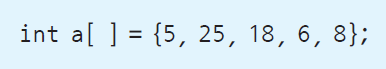 int a[ ] = {5, 25, 18, 6, 8};